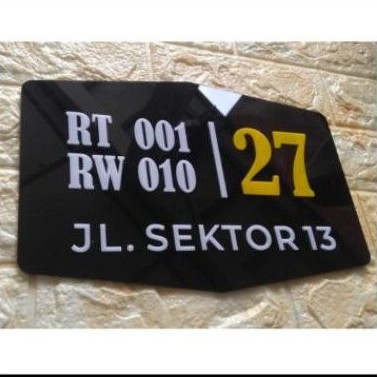 RT 001
RW 010
27
JL. SEKTOR 13